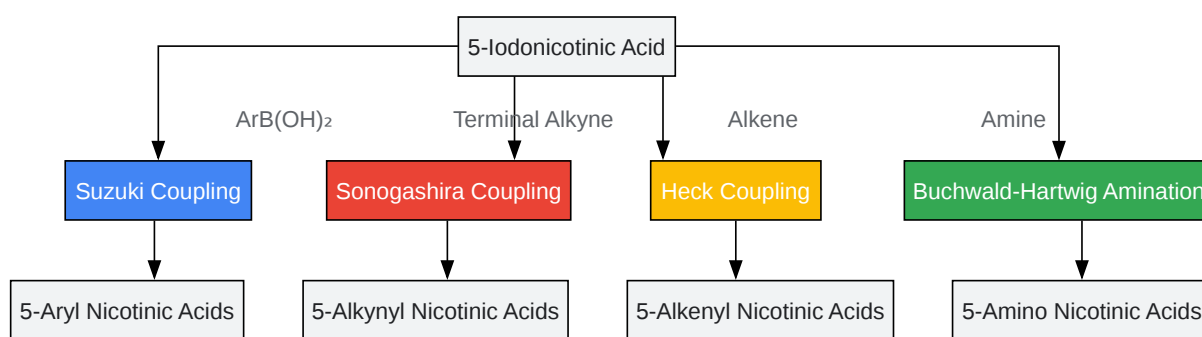 5-Iodonicotinic Acid
ArB(OH)₂
Terminal Alkyne
Alkene
Amine
Suzuki Coupling
Sonogashira Coupling
Heck Coupling
Buchwald-Hartwig Amination
5-Aryl Nicotinic Acids
5-Alkynyl Nicotinic Acids
5-Alkenyl Nicotinic Acids
5-Amino Nicotinic Acids